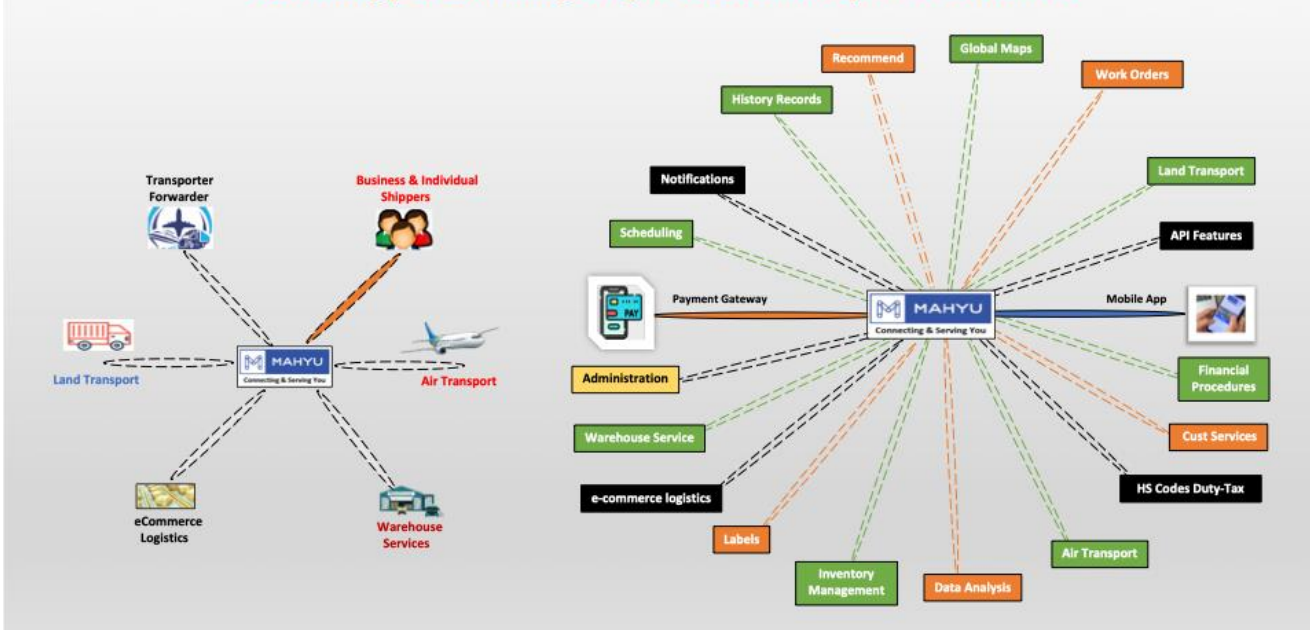 Transporter
Forwarder
Business & Individual
Shippers
Land Transport
MAHYU
Connecting & Serving You
Air Transport
eCommerce
Logistics
Warehouse
Services
Recommend
Global Maps
Work Orders
History Records
Notifications
Land Transport
Scheduling
API Features
PAY
Payment Gateway
MAHYU
Connecting & Serving You
Mobile App
Administration
Financial
Procedures
Warehouse Service
Cust Services
e-commerce logistics
HS Codes Duty-Tax
Labels
Air Transport
Inventory
Management
Data Analysis